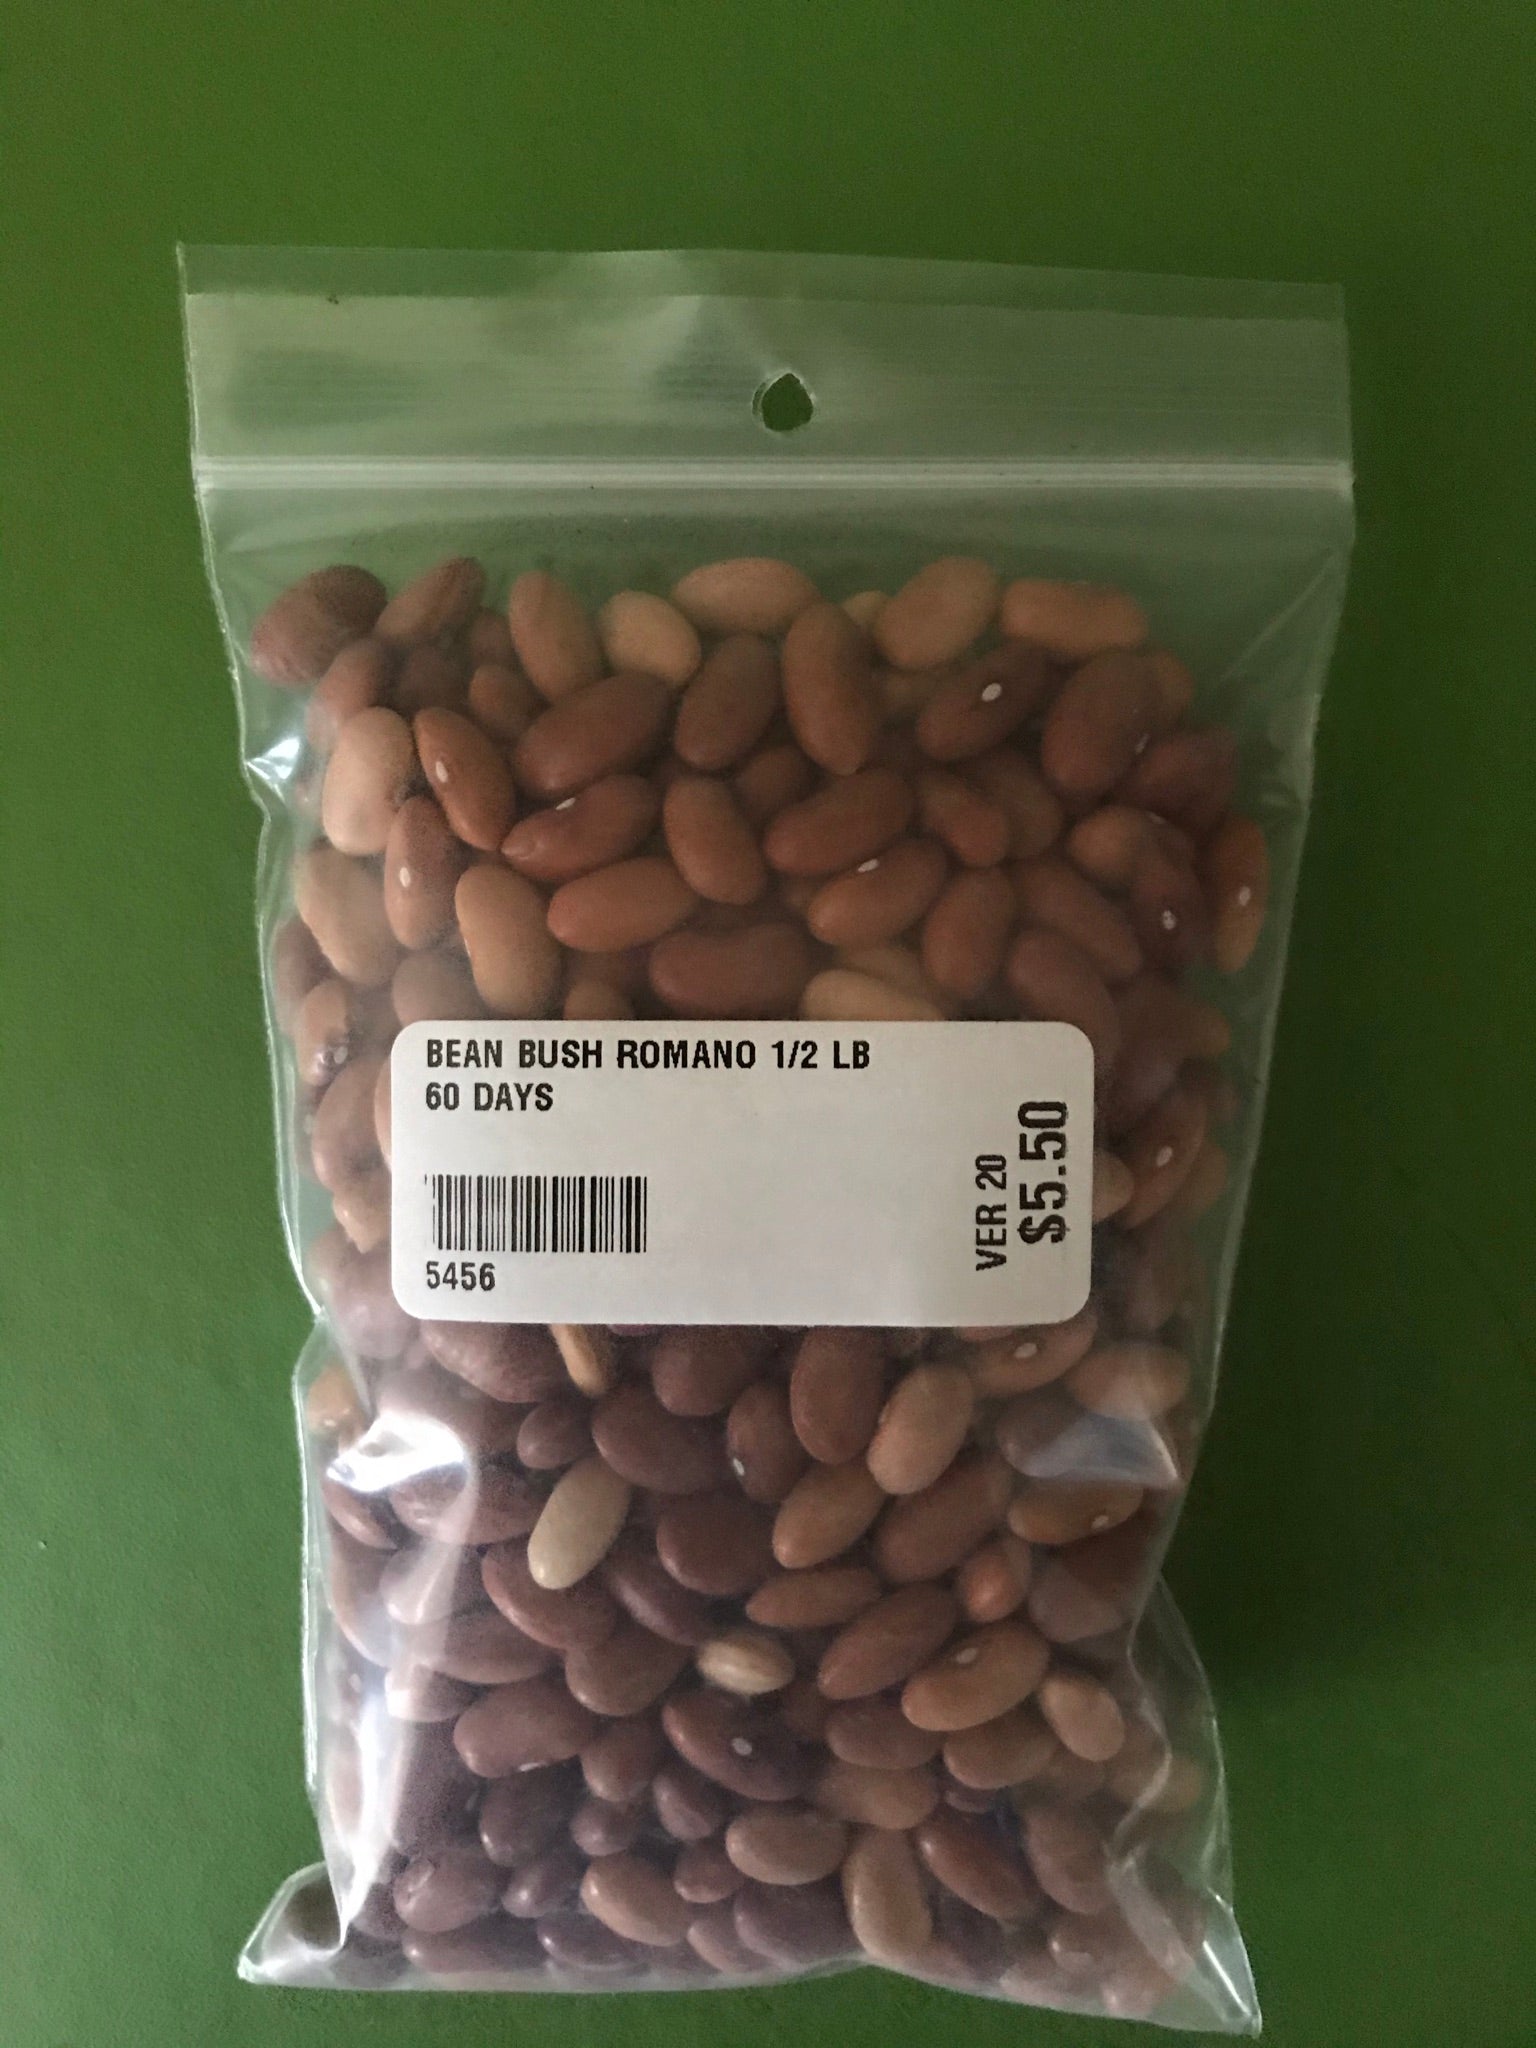 BEAN BUSH ROMANO 1/2 LB
60 DAYS
5456
VER 20
$5.50